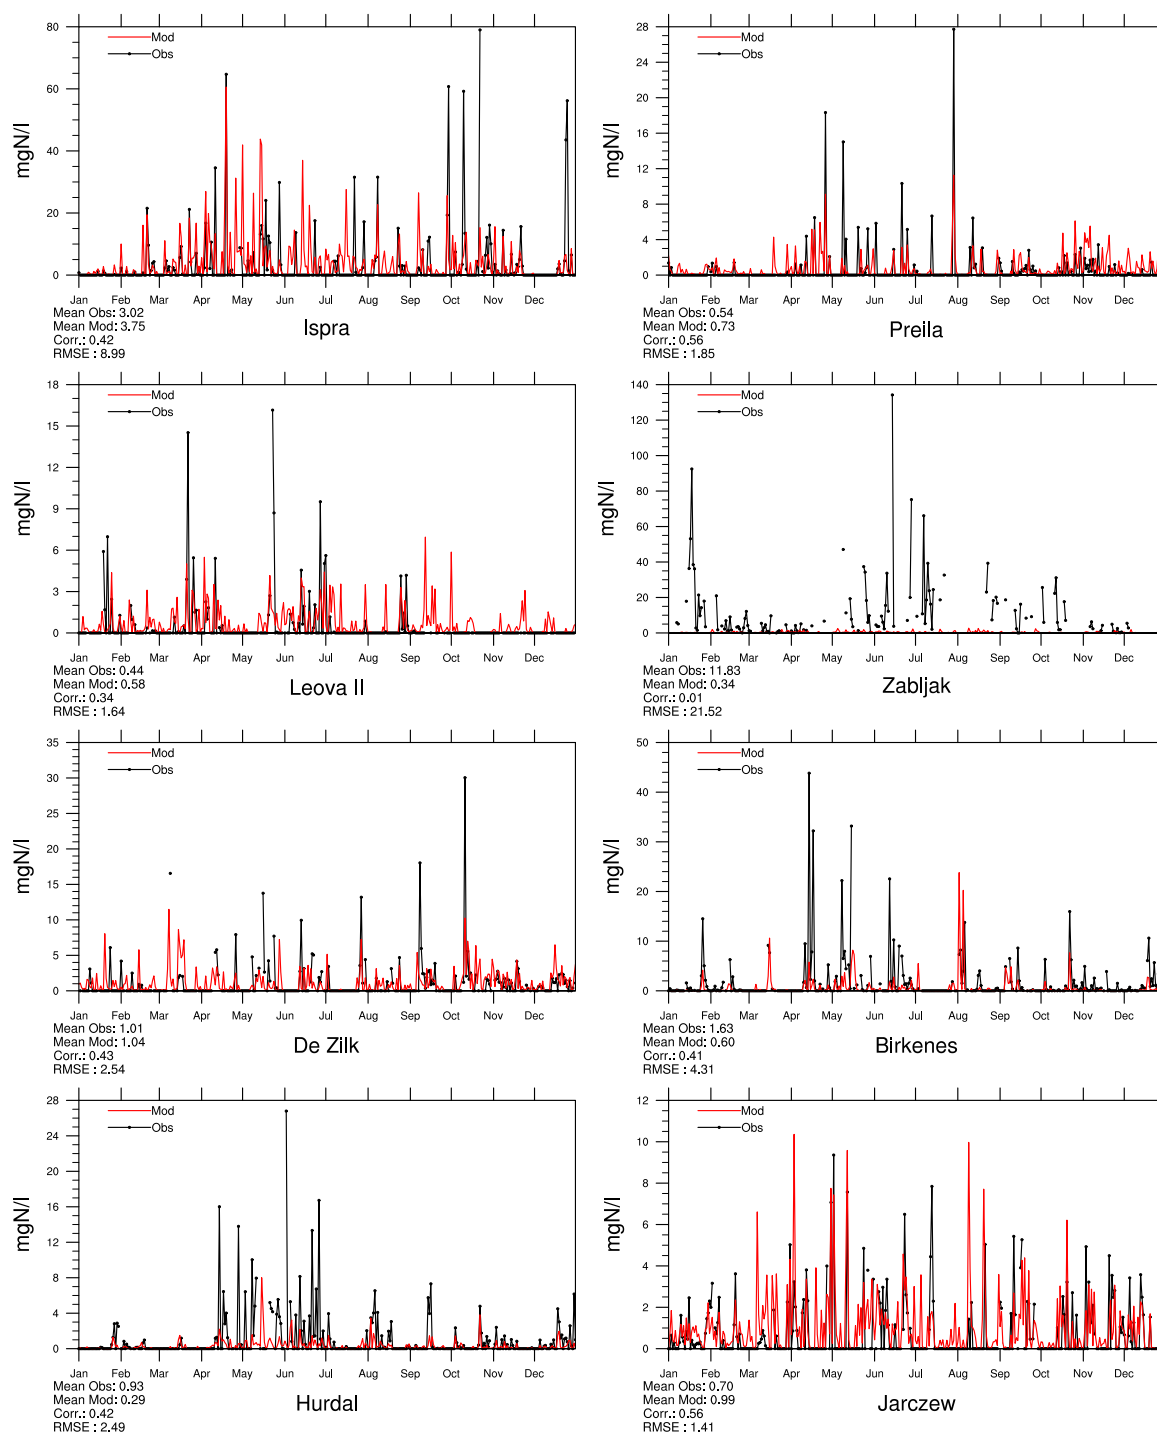 80
60
40
20
0
mgN/l
Mod
Obs
Jan Feb Mar Apr May Jun Jul Aug Sep Oct Nov Dec
Mean Obs: 3.02
Mean Mod: 3.75
Corr.: 0.42
RMSE : 8.99
Ispra
28
24
20
16
12
8
4
0
mgN/l
Mod
Obs
Jan Feb Mar Apr May Jun Jul Aug Sep Oct Nov Dec
Mean Obs: 0.54
Mean Mod: 0.73
Corr.: 0.56
RMSE : 1.85
Preila
18
15
12
9
6
3
0
mgN/l
Mod
Obs
Jan Feb Mar Apr May Jun Jul Aug Sep Oct Nov Dec
Mean Obs: 0.44
Mean Mod: 0.58
Corr.: 0.34
RMSE : 1.64
Leova II
140
120
100
80
60
40
20
0
mgN/l
Mod
Obs
Jan Feb Mar Apr May Jun Jul Aug Sep Oct Nov Dec
Mean Obs: 11.83
Mean Mod: 0.34
Corr.: 0.01
RMSE : 21.52
Zabljak
35
30
25
20
15
10
5
0
mgN/l
Mod
Obs
Jan Feb Mar Apr May Jun Jul Aug Sep Oct Nov Dec
Mean Obs: 1.01
Mean Mod: 1.04
Corr.: 0.43
RMSE : 2.54
De Zilk
50
40
30
20
10
0
mgN/l
Mod
Obs
Jan Feb Mar Apr May Jun Jul Aug Sep Oct Nov Dec
Mean Obs: 1.63
Mean Mod: 0.60
Corr.: 0.41
RMSE : 4.31
Birkenes
28
24
20
16
12
8
4
0
mgN/l
Mod
Obs
Jan Feb Mar Apr May Jun Jul Aug Sep Oct Nov Dec
Mean Obs: 0.93
Mean Mod: 0.29
Corr.: 0.42
RMSE : 2.49
Hurdal
12
10
8
6
4
2
0
mgN/l
Mod
Obs
Jan Feb Mar Apr May Jun Jul Aug Sep Oct Nov Dec
Mean Obs: 0.70
Mean Mod: 0.99
Corr.: 0.56
RMSE : 1.41
Jarczew